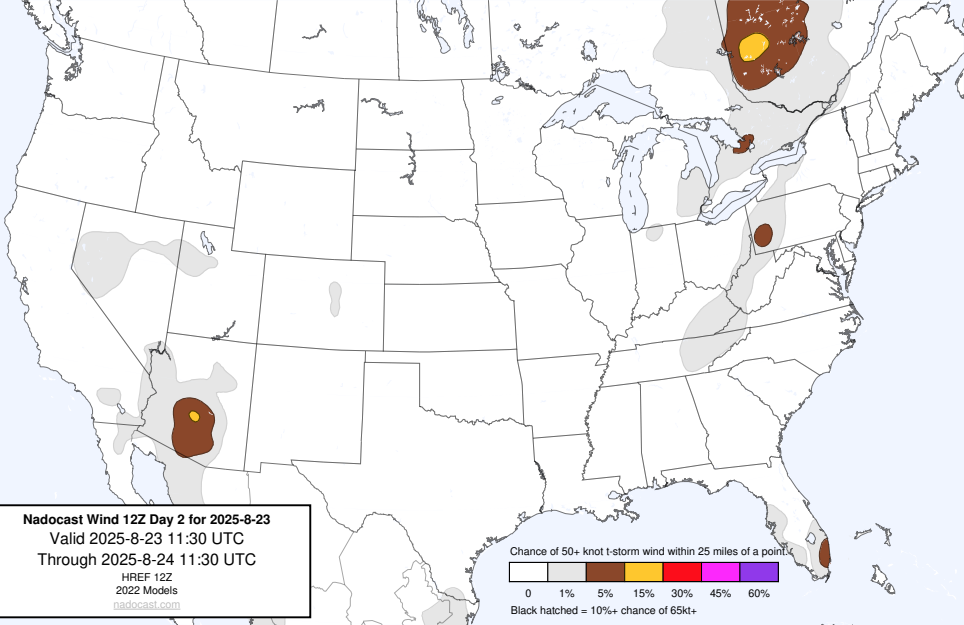 Nadocast Wind 12Z Day 2 for 2025-8-23
Valid 2025-8-23 11:30 UTC
Through 2025-8-24 11:30 UTC
HREF 12Z
2022 Models
nadocast.com
Chance of 50+ knot t-storm wind within 25 miles of a point.
0 1% 5% 15% 30% 45% 60%
Black hatched = 10%+ chance of 65kt+